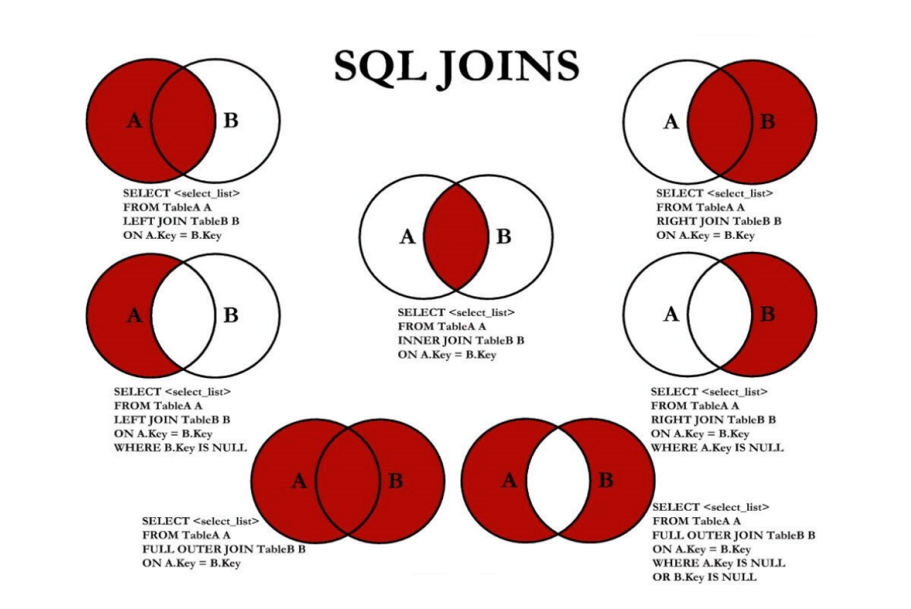 SQL JOINS
A B
SELECT <select_list>
FROM TableA A
LEFT JOIN TableB B
ON A.Key = B.Key
A B
SELECT <select_list>
FROM TableA A
RIGHT JOIN TableB B
ON A.Key = B.Key
A B
SELECT <select_list>
FROM TableA A
INNER JOIN TableB B
ON A.Key = B.Key
A B
SELECT <select_list>
FROM TableA A
LEFT JOIN TableB B
ON A.Key = B.Key
WHERE B.Key IS NULL
A B
SELECT <select_list>
FROM TableA A
RIGHT JOIN TableB B
ON A.Key = B.Key
WHERE A.Key IS NULL
A B
SELECT <select_list>
FROM TableA A
FULL OUTER JOIN TableB B
ON A.Key = B.Key
A B
SELECT <select_list>
FROM TableA A
FULL OUTER JOIN TableB B
ON A.Key = B.Key
WHERE A.Key IS NULL
OR B.Key IS NULL